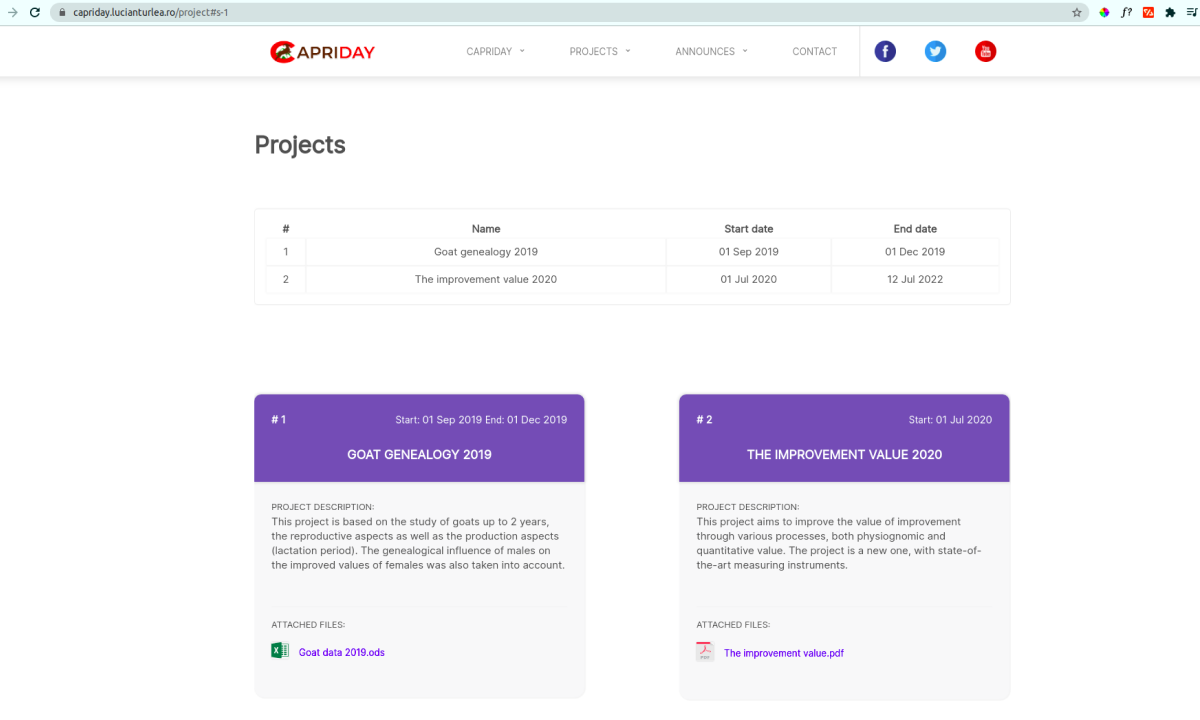 capriday.lucianturlea.ro/project#s-1
f?
CAPRIDAY
CAPRIDAY PROJECTS ANNOUNCES CONTACT
Projects
# Name Start date End date
1 Goat genealogy 2019 01 Sep 2019 01 Dec 2019
2 The improvement value 2020 01 Jul 2020 12 Jul 2022
# 1 Start: 01 Sep 2019 End: 01 Dec 2019
GOAT GENEALOGY 2019
PROJECT DESCRIPTION:
This project is based on the study of goats up to 2 years,
the reproductive aspects as well as the production aspects
(lactation period). The genealogical influence of males on
the improved values of females was also taken into account.
ATTACHED FILES:
Goat data 2019.ods
# 2 Start: 01 Jul 2020
THE IMPROVEMENT VALUE 2020
PROJECT DESCRIPTION:
This project aims to improve the value of improvement
through various processes, both physiognomic and
quantitative value. The project is a new one, with state-of-
the-art measuring instruments.
ATTACHED FILES:
The improvement value.pdf